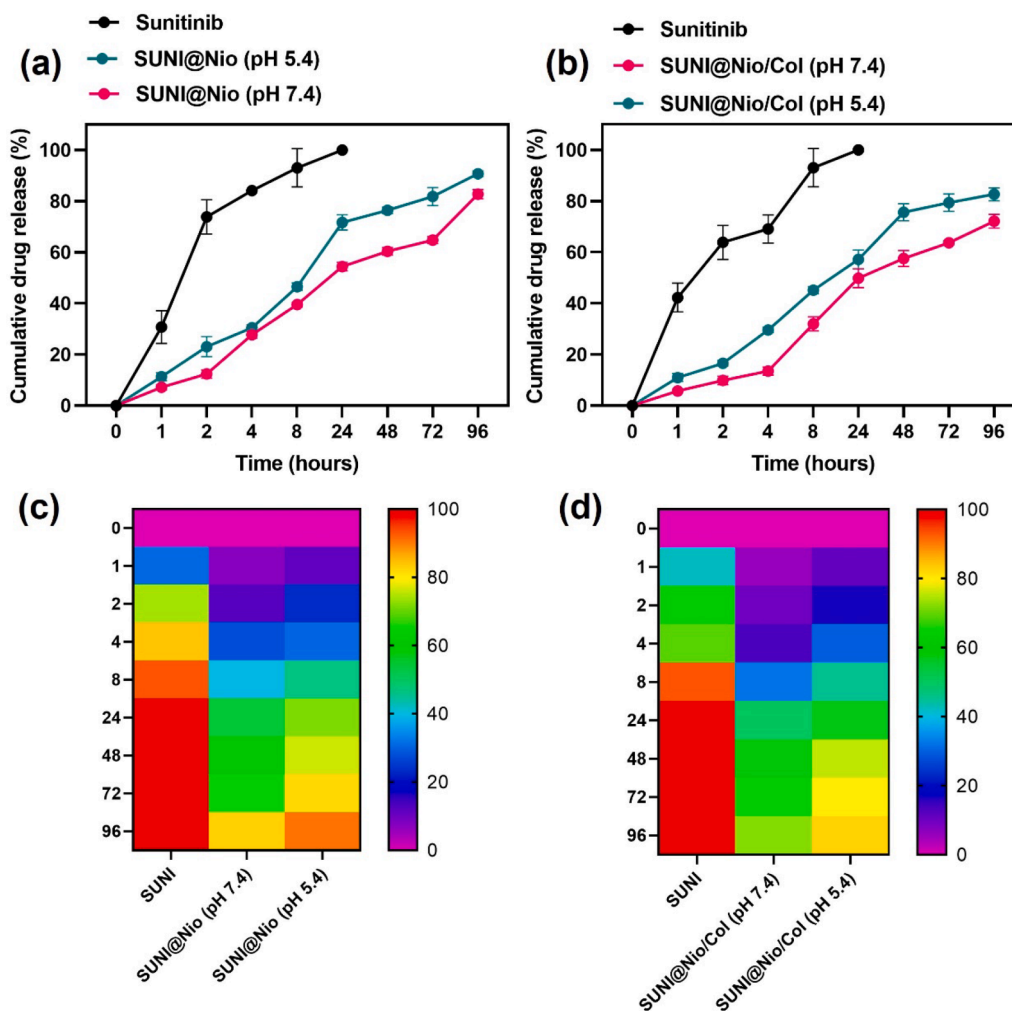 (a)
Sunitinib
SUNI@Nio (pH 5.4)
SUNI@Nio (pH 7.4)
Cumulative drug release (%)
100
80
60
40
20
0
0 1 2 4 8 24 48 72 96
Time (hours)
(b)
Sunitinib
SUNI@Nio/Col (pH 7.4)
SUNI@Nio/Col (pH 5.4)
Cumulative drug release (%)
100
80
60
40
20
0
0 1 2 4 8 24 48 72 96
Time (hours)
(c)
0
1
2
4
8
24
48
72
96
SUNI
SUNI@Nio (pH 7.4)
SUNI@Nio (pH 5.4)
100
80
60
40
20
0
(d)
0
1
2
4
8
24
48
72
96
SUNI
SUNI@Nio/Col (pH 7.4)
SUNI@Nio/Col (pH 5.4)
100
80
60
40
20
0